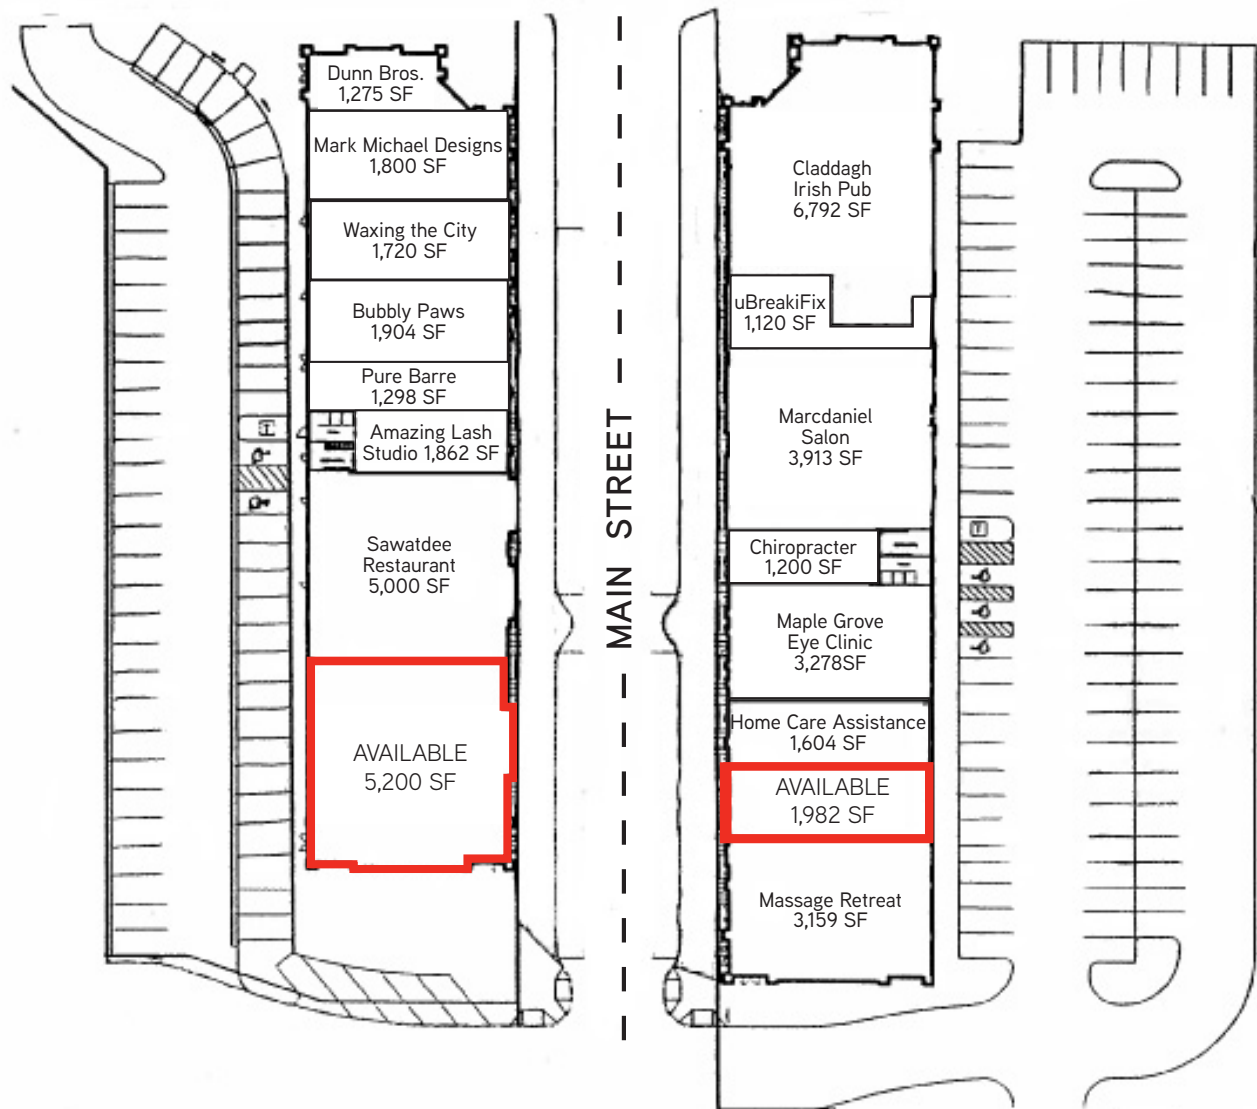 Dunn Bros.
1,275 SF
Mark Michael Designs
1,800 SF
Waxing the City
1,720 SF
Bubbly Paws
1,904 SF
Pure Barre
1,298 SF
Amazing Lash
Studio 1,862 SF
Sawatdee
Restaurant
5,000 SF
AVAILABLE
5,200 SF
MAIN STREET
Claddagh
Irish Pub
6,792 SF
uBreakiFix
1,120 SF
Marcdaniel
Salon
3,913 SF
Chiropracter
1,200 SF
Maple Grove
Eye Clinic
3,278SF
Home Care Assistance
1,604 SF
AVAILABLE
1,982 SF
Massage Retreat
3,159 SF